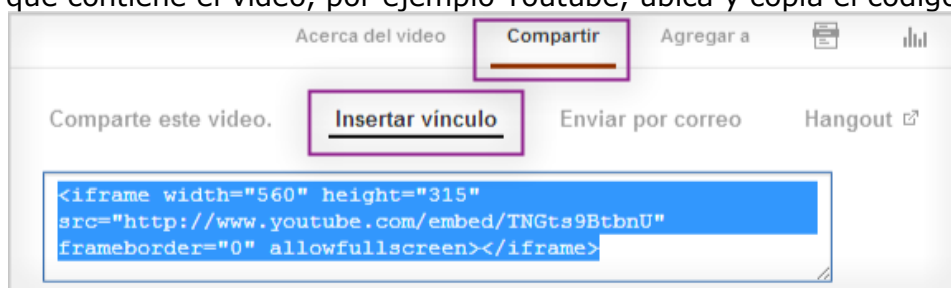 que contiene el video, por ejemplo Youtube, ubica y copia el código
Acerca del video Compartir Agregar a
Comparte este video. Insertar vínculo Enviar por correo Hangout
<iframe width="560" height="315"
src="http://www.youtube.com/embed/TNGts9BtbnU"
frameborder="0" allowfullscreen></iframe>